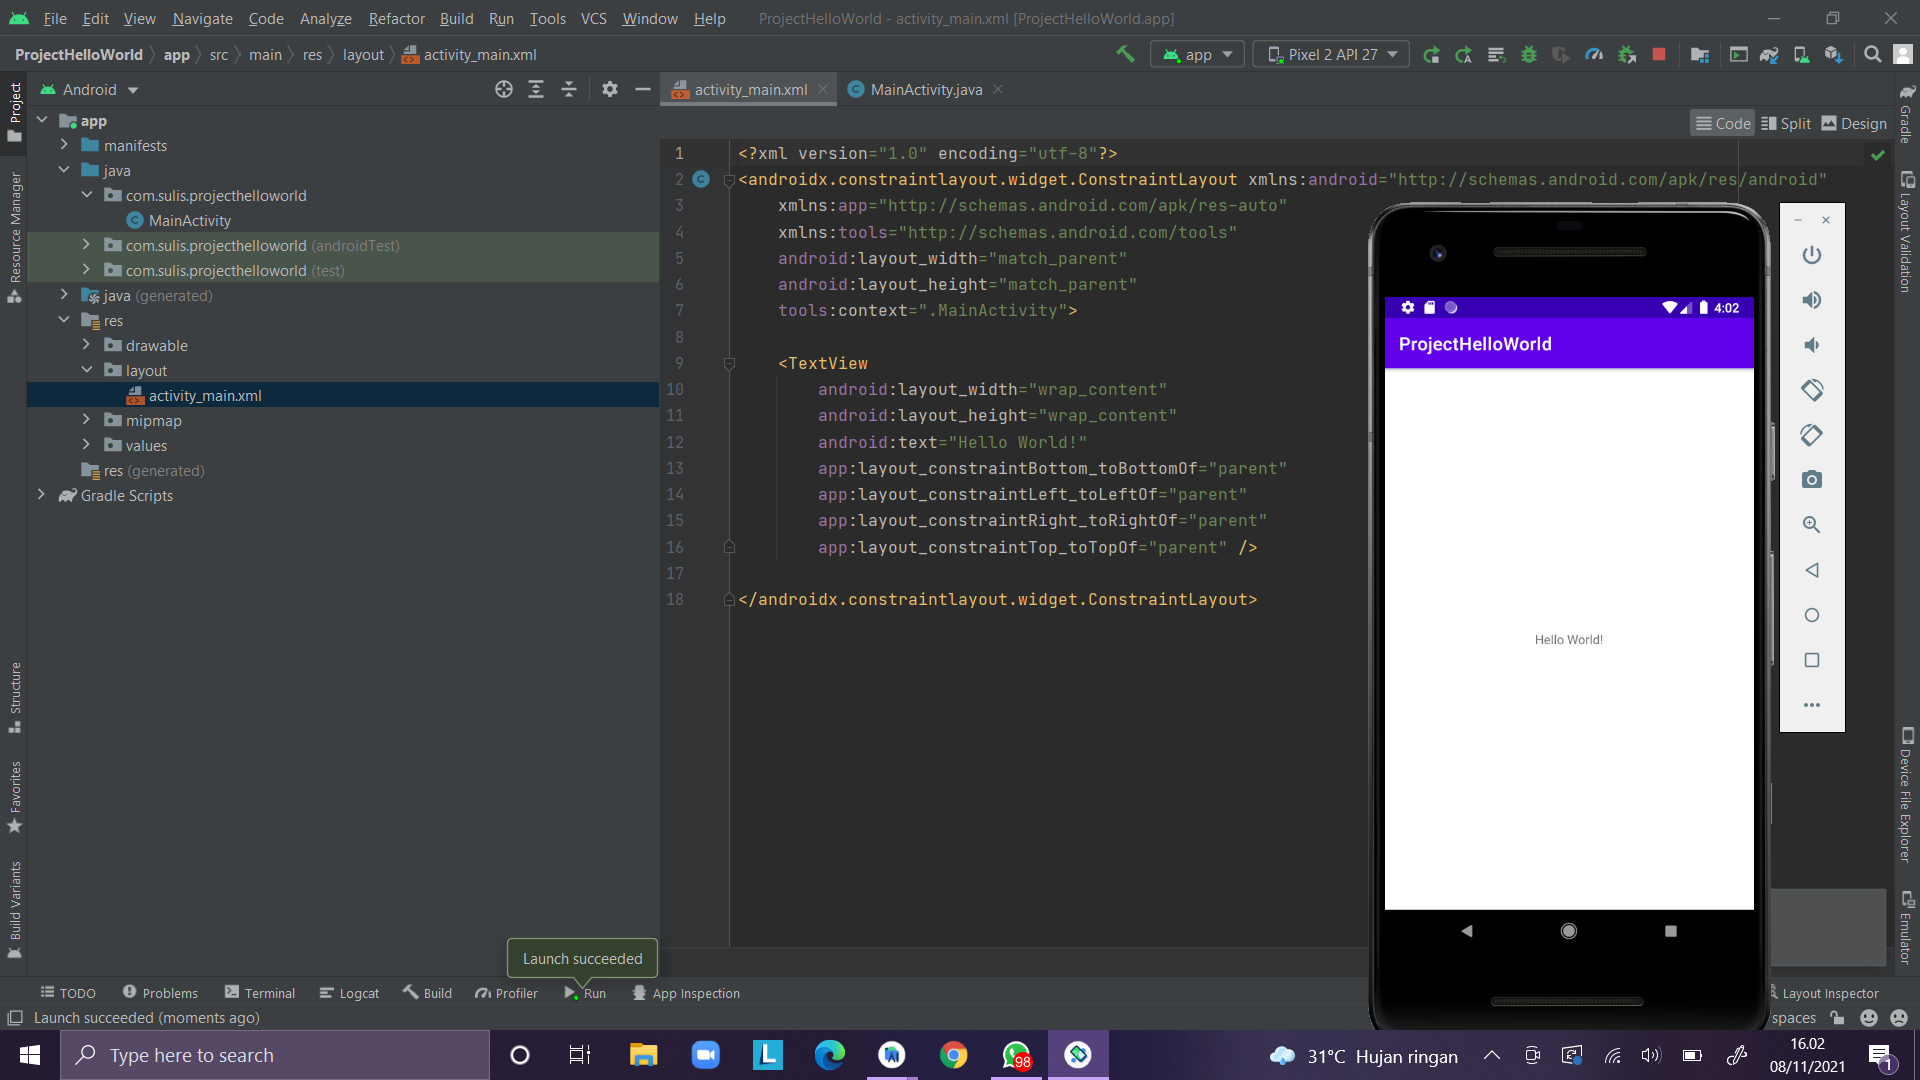 File Edit View Navigate Code Analyze Refactor Build Run Tools VCS Window Help ProjectHelloWorld - activity_main.xml [ProjectHelloWorld.app]
ProjectHelloWorld app src main res layout activity_main.xml app Pixel 2 API 27
Project
Android
activity_main.xml MainActivity.java
Code Split Design
app
manifests
java
com.sulis.projecthelloworld
MainActivity
com.sulis.projecthelloworld (androidTest)
com.sulis.projecthelloworld (test)
java (generated)
res
drawable
layout
activity_main.xml
mipmap
values
res (generated)
Gradle Scripts
Resource Manager
Structure
Favorites
Build Variants
1 <?xml version="1.0" encoding="utf-8"?>
2 <androidx.constraintlayout.widget.ConstraintLayout xmlns:android="http://schemas.android.com/apk/res/android"
3 xmlns:app="http://schemas.android.com/apk/res-auto"
4 xmlns:tools="http://schemas.android.com/tools"
5 android:layout_width="match_parent"
6 android:layout_height="match_parent"
7 tools:context=".MainActivity">
8
9 <TextView
10 android:layout_width="wrap_content"
11 android:layout_height="wrap_content"
12 android:text="Hello World!"
13 app:layout_constraintBottom_toBottomOf="parent"
14 app:layout_constraintLeft_toLeftOf="parent"
15 app:layout_constraintRight_toRightOf="parent"
16 app:layout_constraintTop_toTopOf="parent" />
17
18 </androidx.constraintlayout.widget.ConstraintLayout>
4:02
ProjectHelloWorld
Hello World!
Gradle
Layout Validation
Device File Explorer
Emulator
Launch succeeded
TODO Problems Terminal Logcat Build Profiler Run App Inspection Layout Inspector
Launch succeeded (moments ago) spaces
Type here to search
98
31°C Hujan ringan
16.02
08/11/2021
1